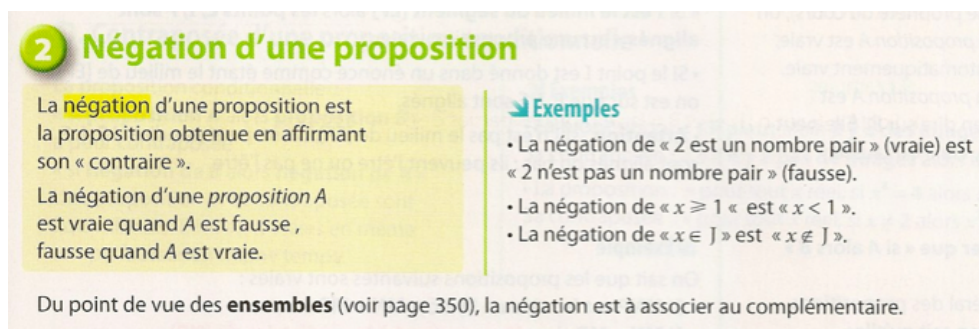 2 Négation d'une proposition
La négation d'une proposition est
la proposition obtenue en affirmant
son « contraire ».
La négation d'une proposition A
est vraie quand A est fausse,
fausse quand A est vraie.
Exemples
• La négation de « 2 est un nombre pair » (vraie) est
« 2 n'est pas un nombre pair » (fausse).
• La négation de « x ⩾ 1 « est « x < 1 ».
• La négation de « x ∈ J » est « x ∉ J ».
Du point de vue des ensembles (voir page 350), la négation est à associer au complémentaire.